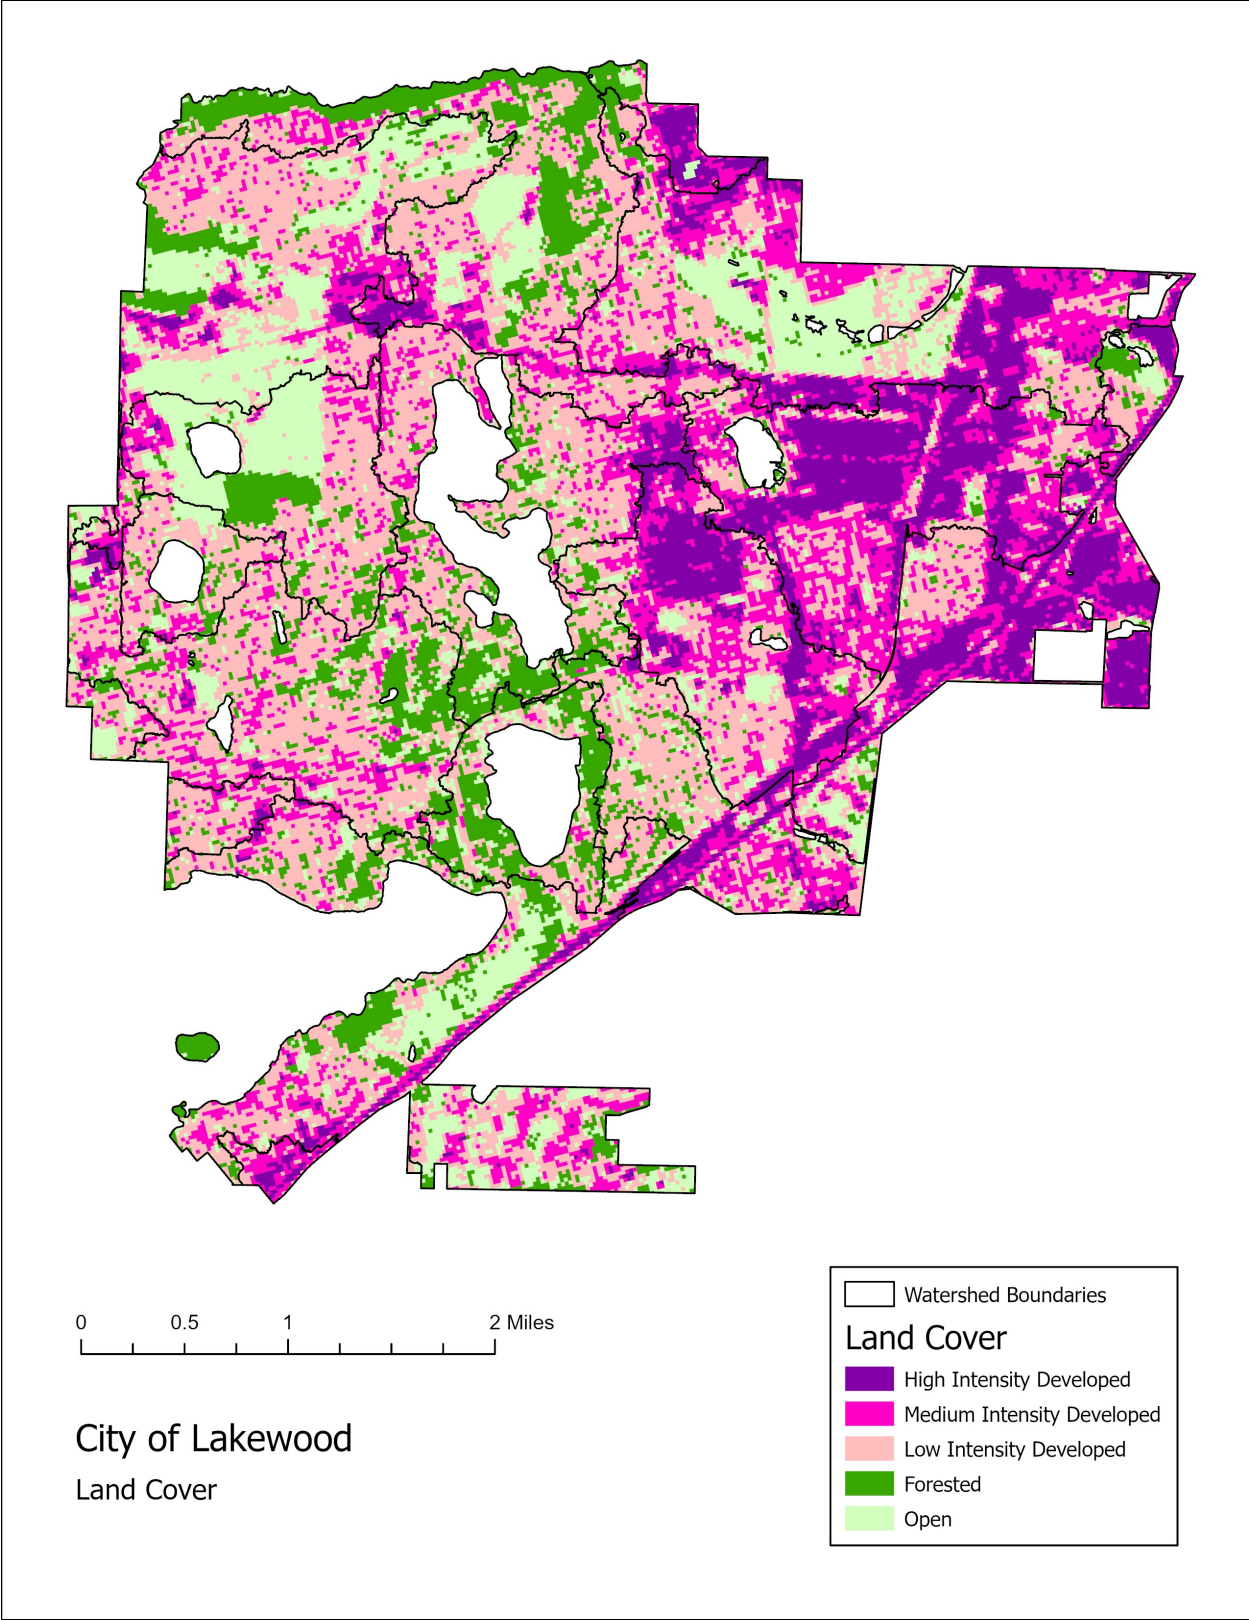 0 0.5 1 2 Miles
City of Lakewood
Land Cover
Watershed Boundaries
Land Cover
High Intensity Developed
Medium Intensity Developed
Low Intensity Developed
Forested
Open